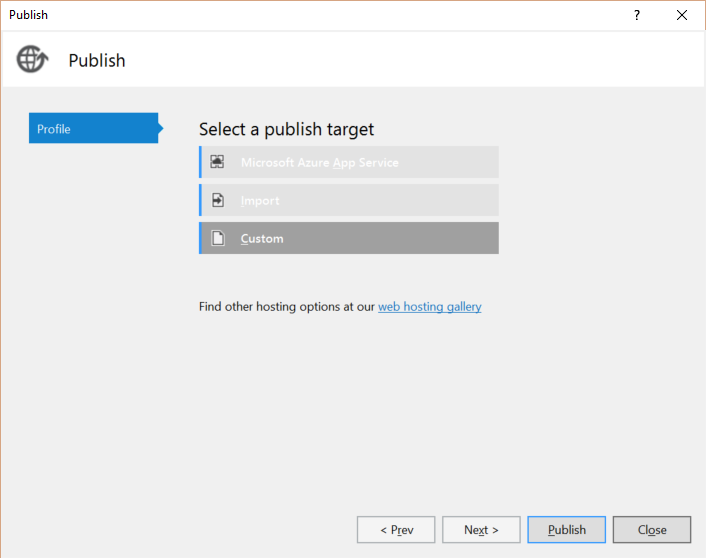 Publish
?
Publish
Profile
Select a publish target
Microsoft Azure App Service
Import
Custom
Find other hosting options at our web hosting gallery
< Prev
Next >
Publish
Close